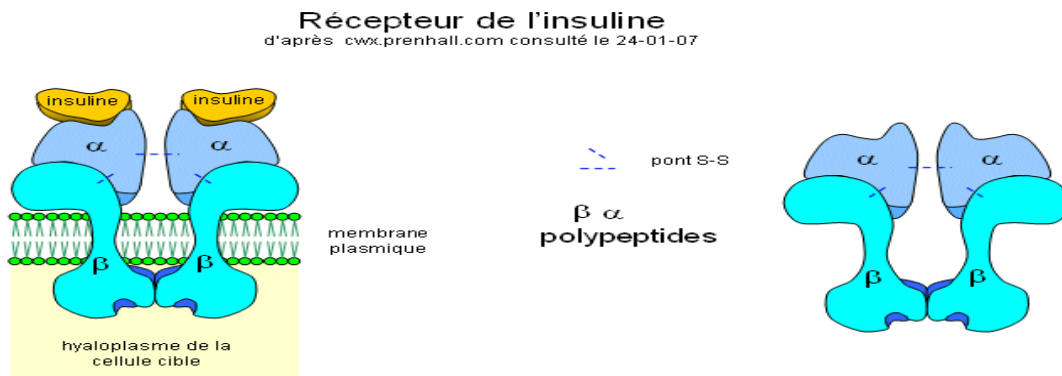 Récepteur de l'insuline
d'après cwx.prenhall.com consulté le 24-01-07
insuline
insuline
α
α
β
β
membrane
plasmique
hyaloplasme de la
cellule cible
pont S-S
β α
polypeptides
α
α
β
β